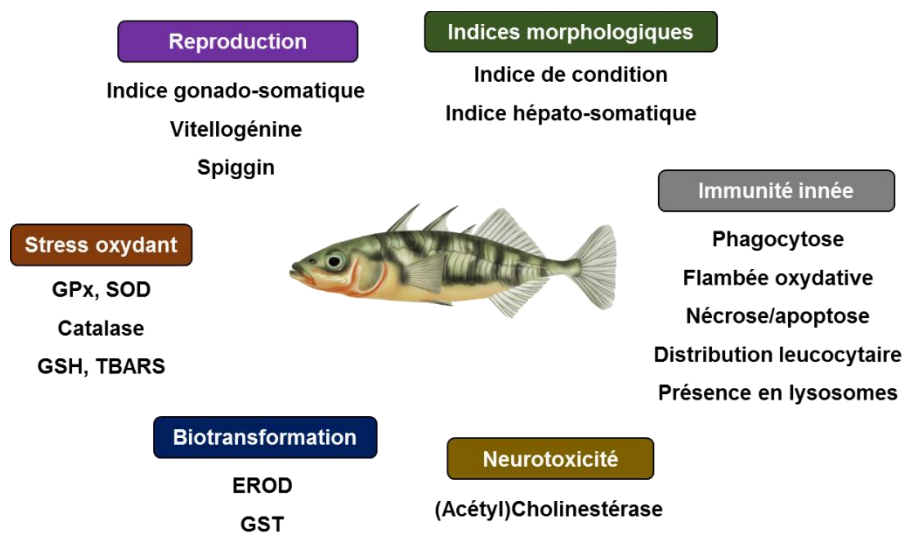 Reproduction
Indice gonado-somatique
Vitellogénine
Spiggin
Indices morphologiques
Indice de condition
Indice hépato-somatique
Immunité innée
Phagocytose
Flambée oxydative
Nécrose/apoptose
Distribution leucocytaire
Présence en lysosomes
Stress oxydant
GPx, SOD
Catalase
GSH, TBARS
Biotransformation
EROD
GST
Neurotoxicité
(Acétyl)Cholinestérase